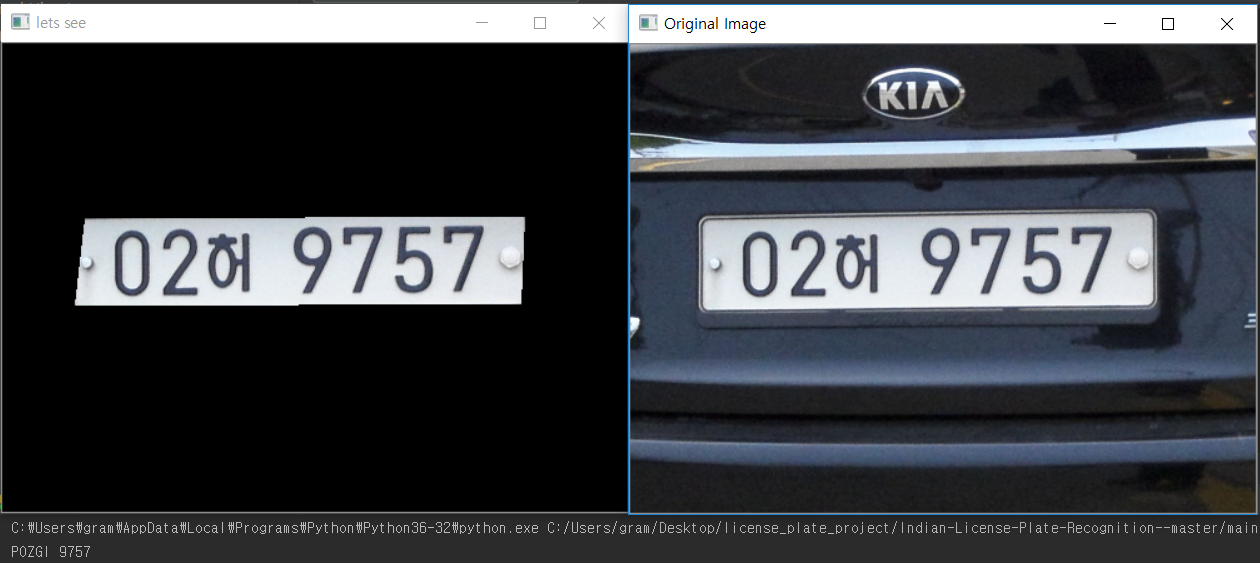 lets see
02허 9757
Original Image
KIA
02허 9757
C:₩Users₩gram₩AppData₩Local₩Programs₩Python₩Python36-32₩python.exe C:/Users/gram/Desktop/license_plate_project/Indian-License-Plate-Recognition--master/main
POZGI 9757